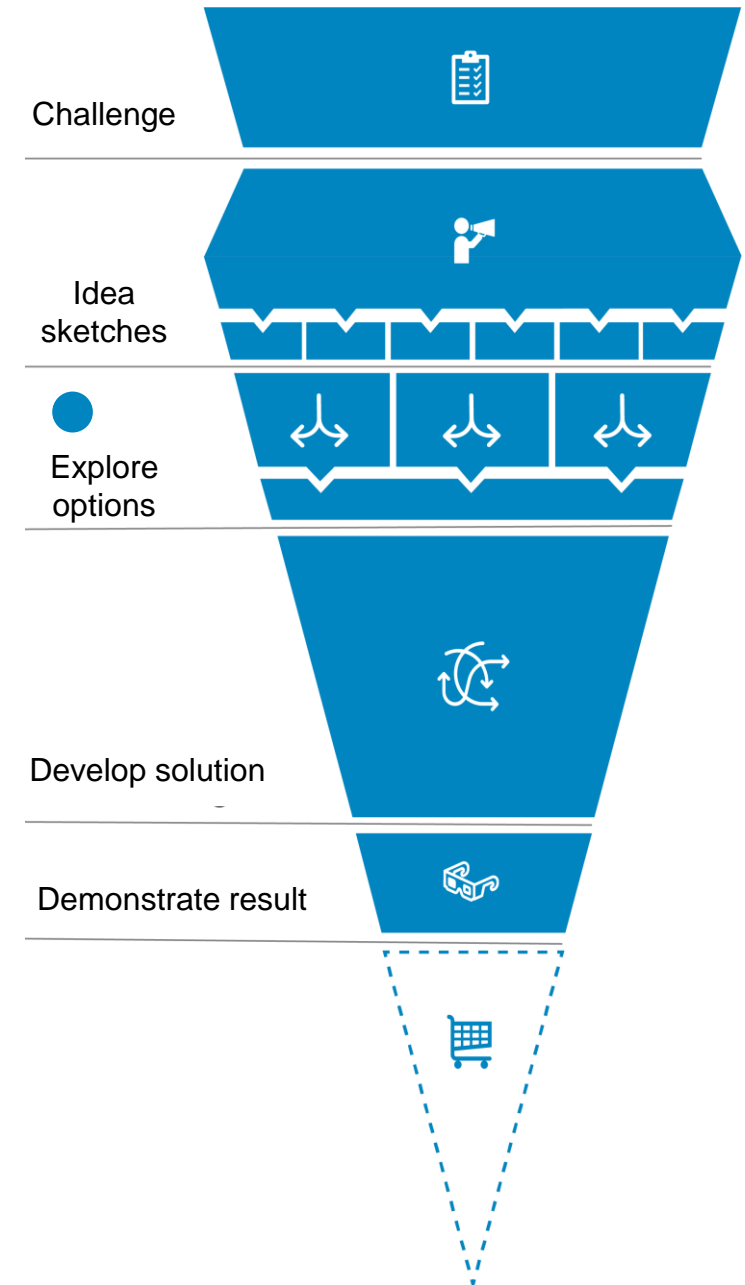 Challenge
Idea
sketches
Explore
options
Develop solution
Demonstrate result